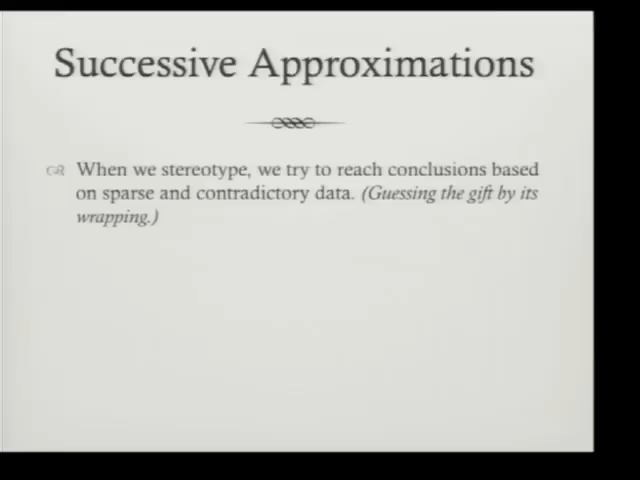 Successive Approximations
When we stereotype, we try to reach conclusions based
on sparse and contradictory data. (Guessing the gift by its
wrapping.)